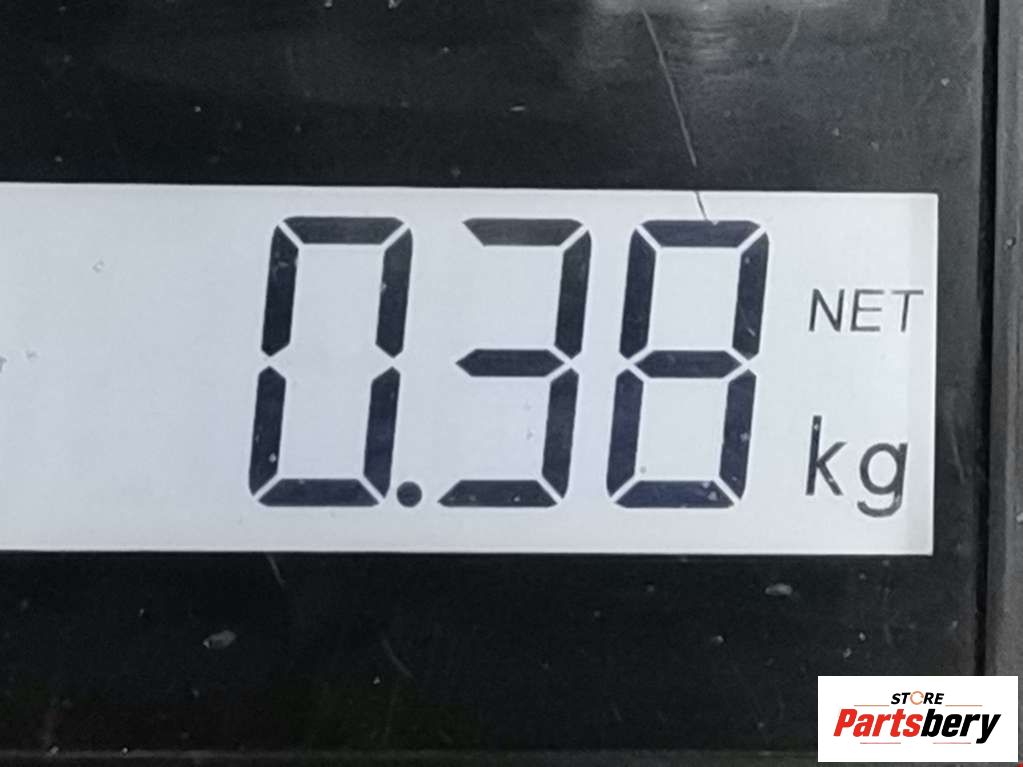 0.38 NET
kg
STORE
Partsbery